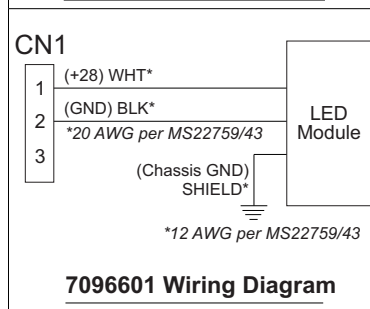 CN1
(+28) WHT*
1
(GND) BLK*
2
*20 AWG per MS22759/43
LED
Module
3
(Chassis GND)
SHIELD*
*12 AWG per MS22759/43
7096601 Wiring Diagram